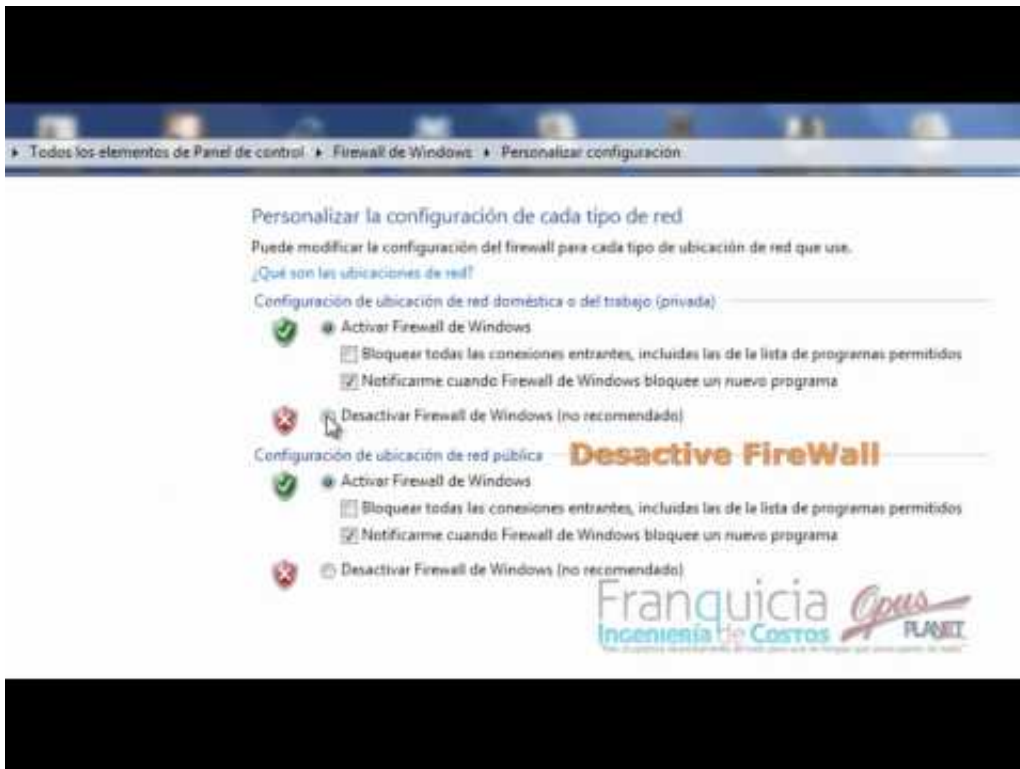 Todos los elementos de Panel de control ▸ Firewall de Windows ▸ Personalizar configuración
Personalizar la configuración de cada tipo de red
Puede modificar la configuración del firewall para cada tipo de ubicación de red que use.
¿Qué son las ubicaciones de red?
Configuración de ubicación de red doméstica o del trabajo (privada)
Activar Firewall de Windows
Bloquear todas las conexiones entrantes, incluidas las de la lista de programas permitidos
Notificarme cuando Firewall de Windows bloquee un nuevo programa
Desactivar Firewall de Windows (no recomendado)
Desactive FireWall
Configuración de ubicación de red pública
Activar Firewall de Windows
Bloquear todas las conexiones entrantes, incluidas las de la lista de programas permitidos
Notificarme cuando Firewall de Windows bloquee un nuevo programa
Desactivar Firewall de Windows (no recomendado)
Franquicia
Ingeniería de Costos
Opus
PLANET